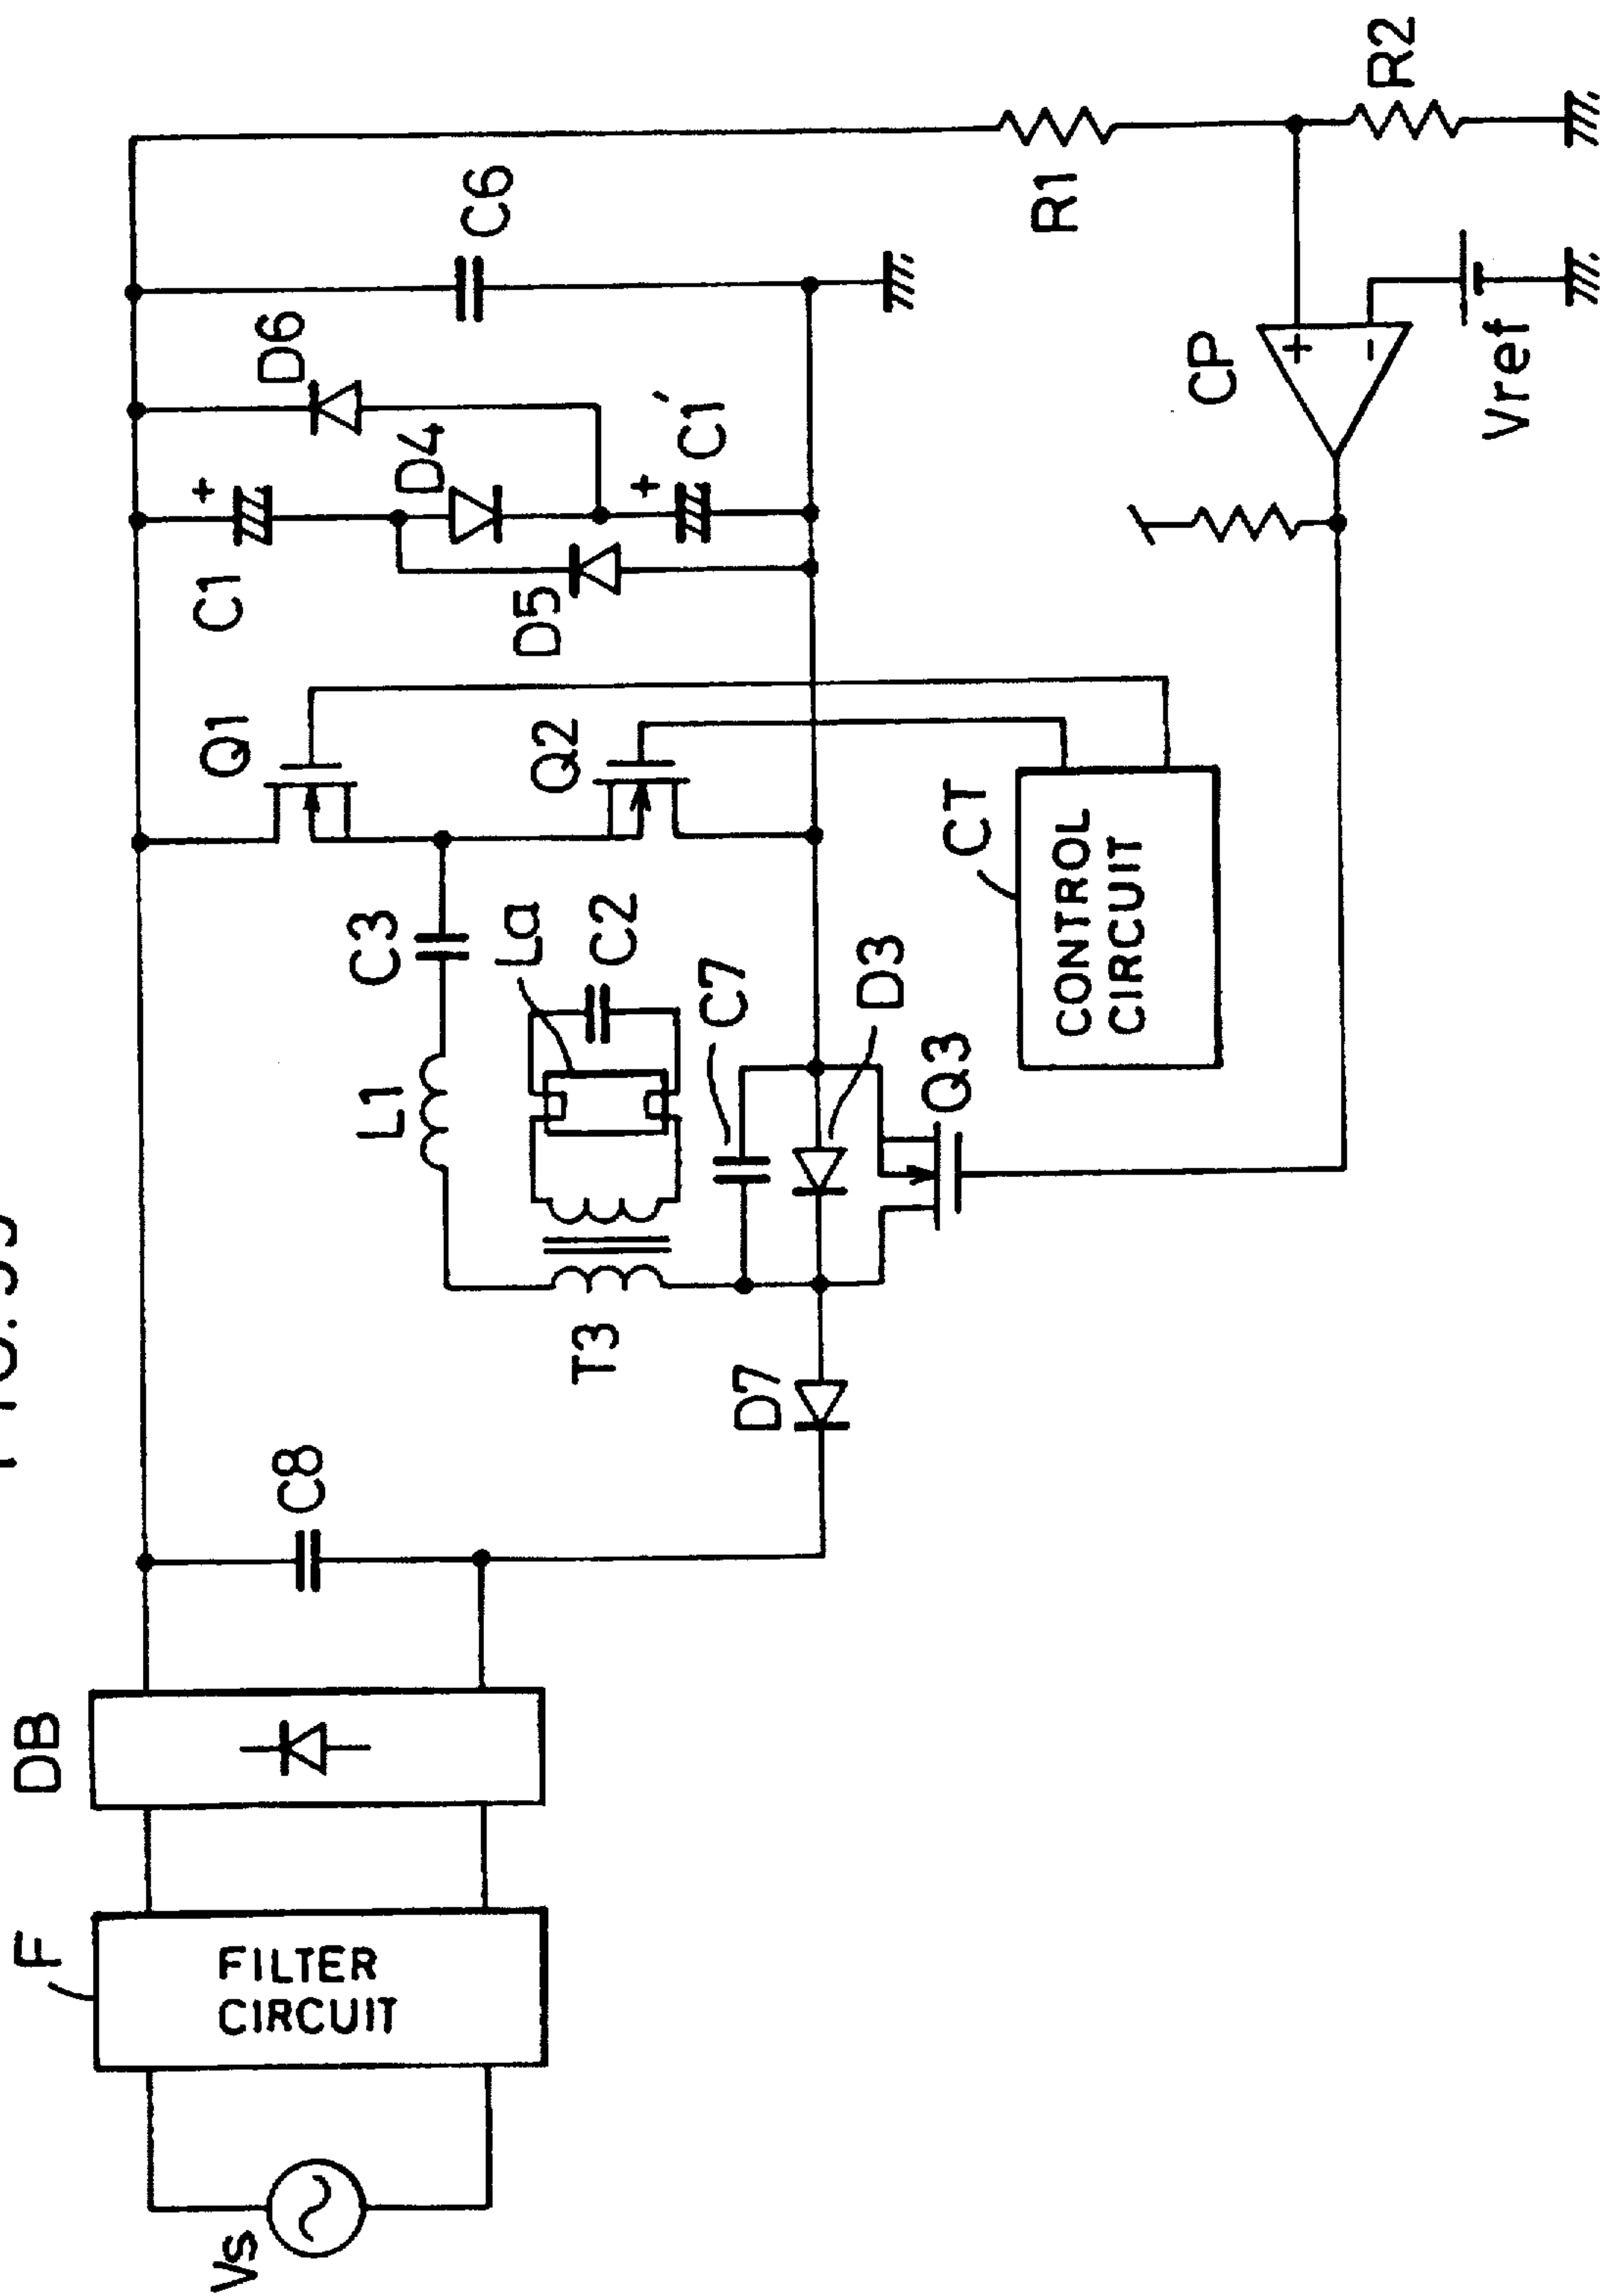 Vs
F
FILTER
CIRCUIT
DB
C8
D7
T3
L1
La
C2
C3
C7
D3
Q3
Q1
Q2
CT
CONTROL
CIRCUIT
C1
+
D5
D4
D6
+
C1'
C6
CP
+
-
Vref
R1
R2